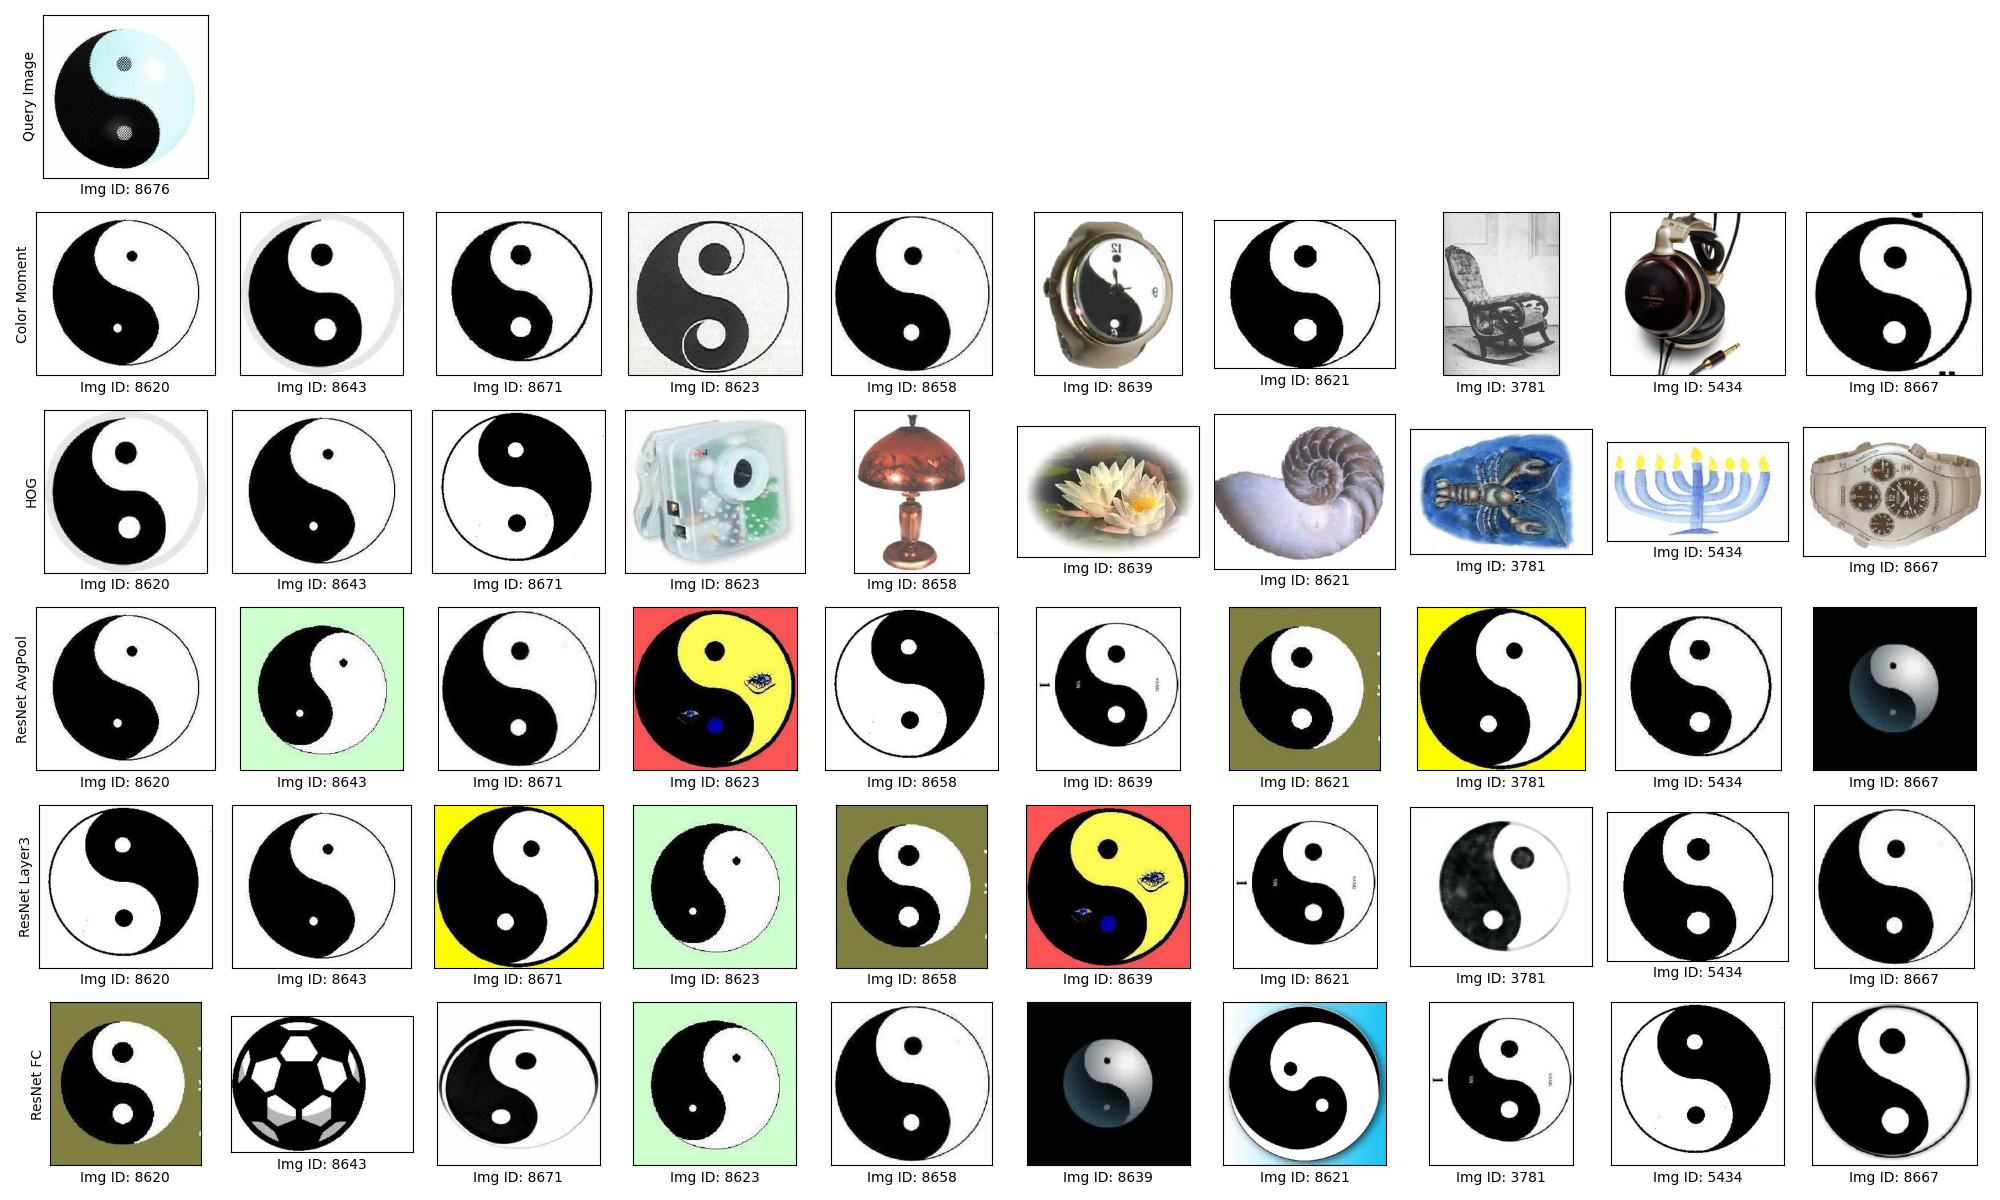 Query Image
Img ID: 8676
Color Moment
Img ID: 8620
Img ID: 8643
Img ID: 8671
Img ID: 8623
Img ID: 8658
Img ID: 8639
Img ID: 8621
Img ID: 3781
Img ID: 5434
Img ID: 8667
HOG
Img ID: 8620
Img ID: 8643
Img ID: 8671
Img ID: 8623
Img ID: 8658
Img ID: 8639
Img ID: 8621
Img ID: 3781
Img ID: 5434
Img ID: 8667
ResNet AvgPool
Img ID: 8620
Img ID: 8643
Img ID: 8671
Img ID: 8623
Img ID: 8658
Img ID: 8639
Img ID: 8621
Img ID: 3781
Img ID: 5434
Img ID: 8667
ResNet Layer3
Img ID: 8620
Img ID: 8643
Img ID: 8671
Img ID: 8623
Img ID: 8658
Img ID: 8639
Img ID: 8621
Img ID: 3781
Img ID: 5434
Img ID: 8667
ResNet FC
Img ID: 8620
Img ID: 8643
Img ID: 8671
Img ID: 8623
Img ID: 8658
Img ID: 8639
Img ID: 8621
Img ID: 3781
Img ID: 5434
Img ID: 8667